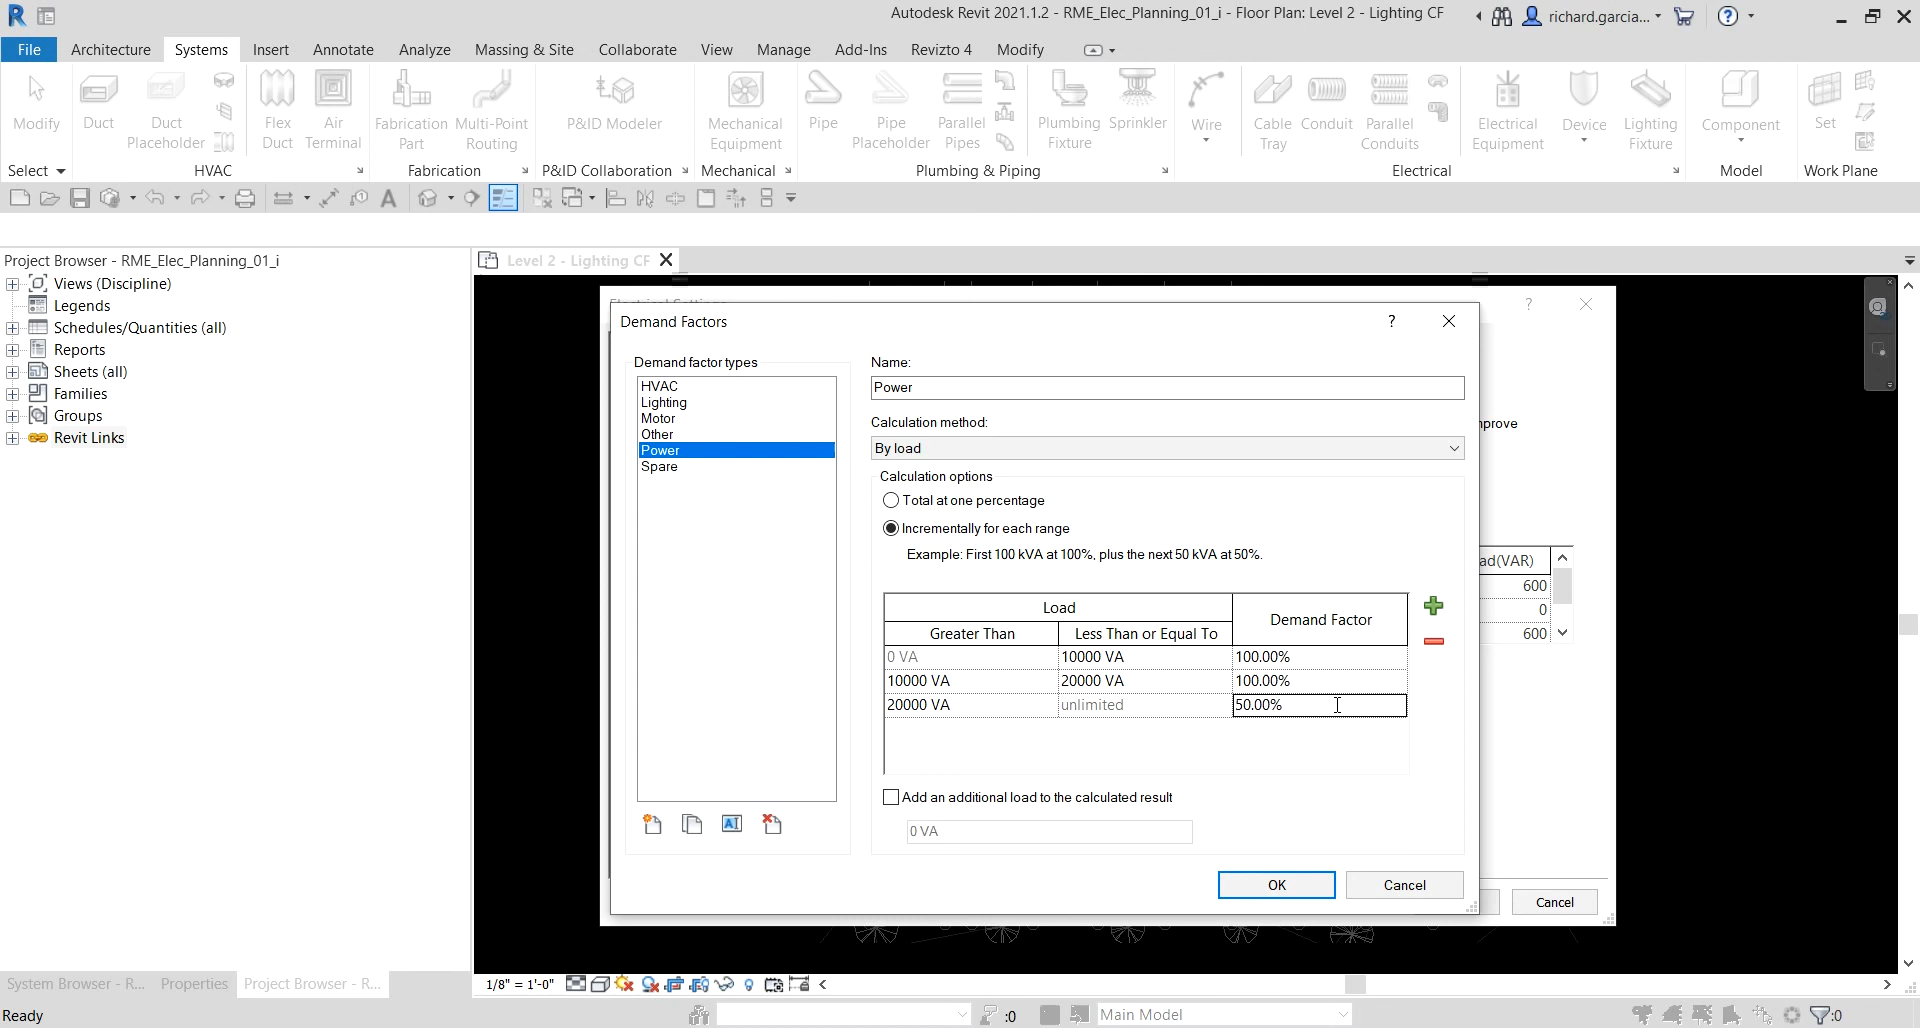 Autodesk Revit 2021.1.2 - RME_Elec_Planning_01_i - Floor Plan: Level 2 - Lighting CF
richard.garcia...
File Architecture Systems Insert Annotate Analyze Massing & Site Collaborate View Manage Add-Ins Revizto 4 Modify
Modify Duct Duct Placeholder Flex Duct Air Terminal Fabrication Part Multi-Point Routing P&ID Modeler Mechanical Equipment Pipe Pipe Placeholder Parallel Pipes Plumbing Fixture Sprinkler Wire Cable Tray Conduit Parallel Conduits Electrical Equipment Device Lighting Fixture Component Set
Select HVAC Fabrication P&ID Collaboration Mechanical Plumbing & Piping Electrical Model Work Plane
Project Browser - RME_Elec_Planning_01_i
Level 2 - Lighting CF
Views (Discipline)
Legends
Schedules/Quantities (all)
Reports
Sheets (all)
Families
Groups
Revit Links
Demand Factors
Demand factor types
HVAC
Lighting
Motor
Other
Power
Spare
Name:
Power
Calculation method:
By load
Calculation options
Total at one percentage
Incrementally for each range
Example: First 100 kVA at 100%, plus the next 50 kVA at 50%.
Load Demand Factor
Greater Than Less Than or Equal To
0 VA 10000 VA 100.00%
10000 VA 20000 VA 100.00%
20000 VA unlimited 50.00%
Add an additional load to the calculated result
0 VA
OK Cancel
ad(VAR)
600
0
600
Cancel
System Browser - R... Properties Project Browser - R...
1/8" = 1'-0"
Ready
:0
Main Model
:0